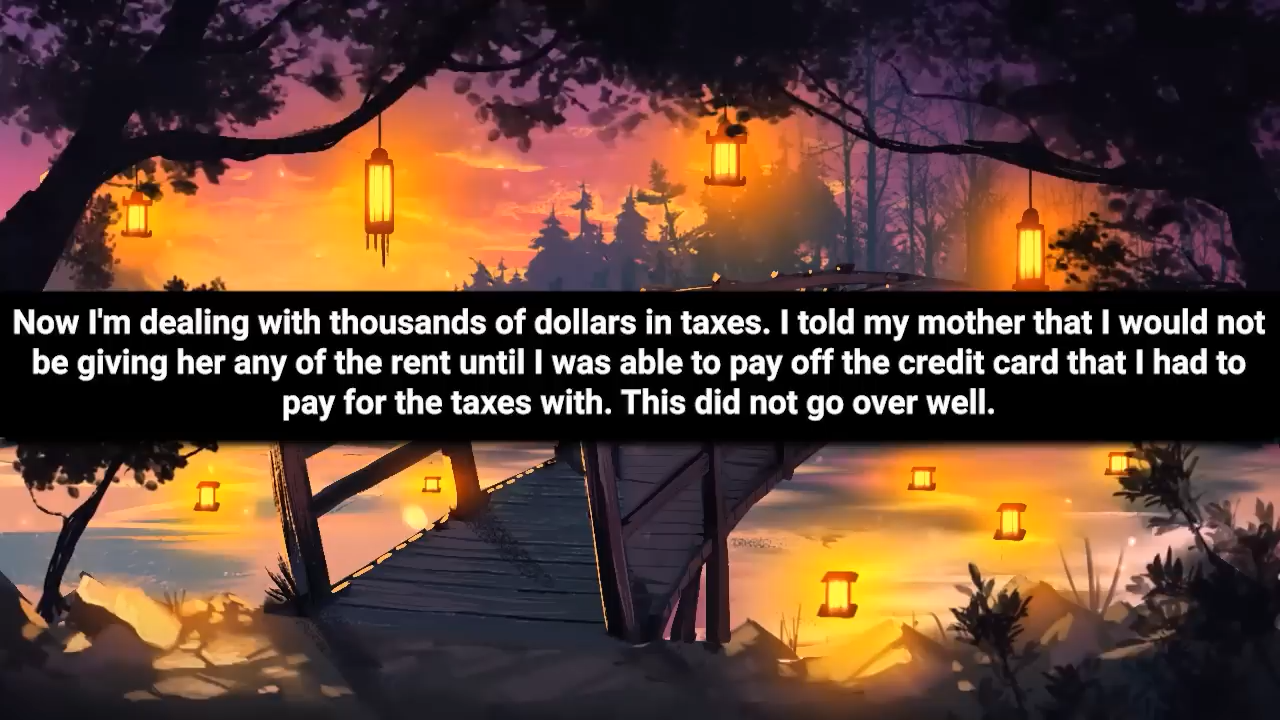 Now I'm dealing with thousands of dollars in taxes. I told my mother that I would not
be giving her any of the rent until I was able to pay off the credit card that I had to
pay for the taxes with. This did not go over well.